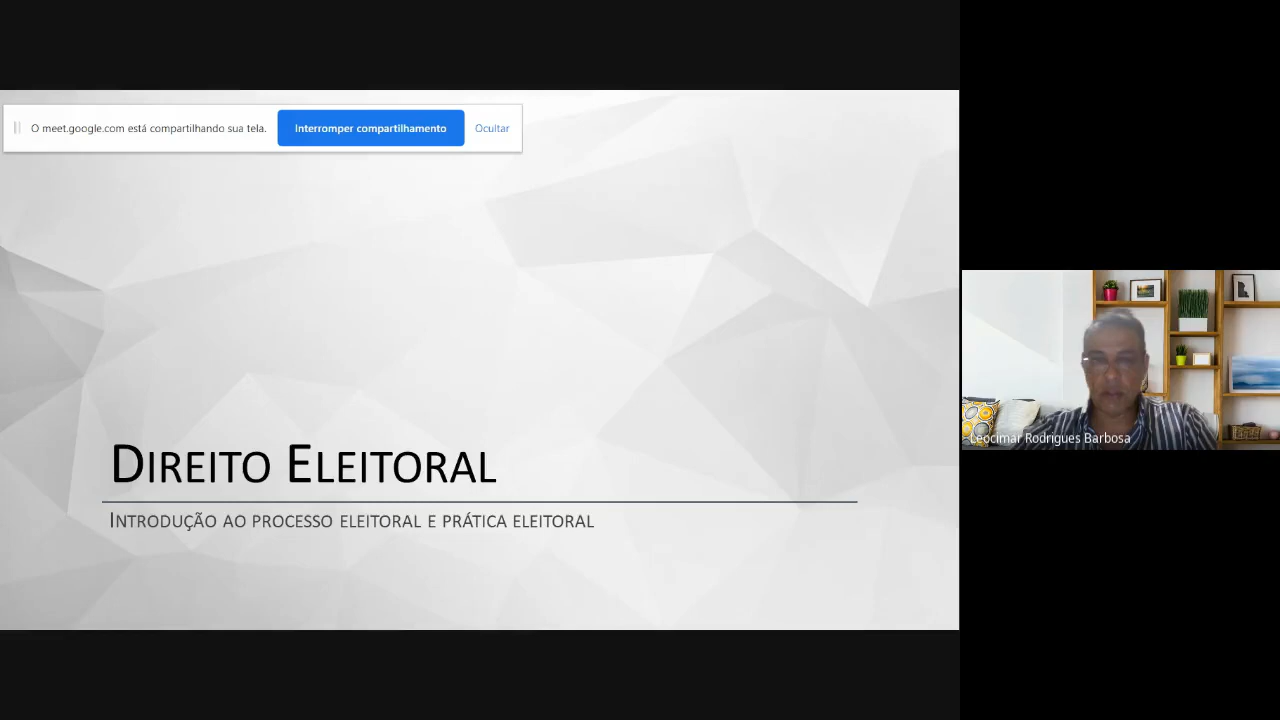 O meet.google.com está compartilhando sua tela.
Interromper compartilhamento
Ocultar
DIREITO ELEITORAL
INTRODUÇÃO AO PROCESSO ELEITORAL E PRÁTICA ELEITORAL
Leocimar Rodrigues Barbosa